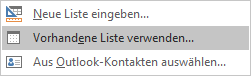 Neue Liste eingeben...
Vorhandene Liste verwenden...
Aus Outlook-Kontakten auswählen...